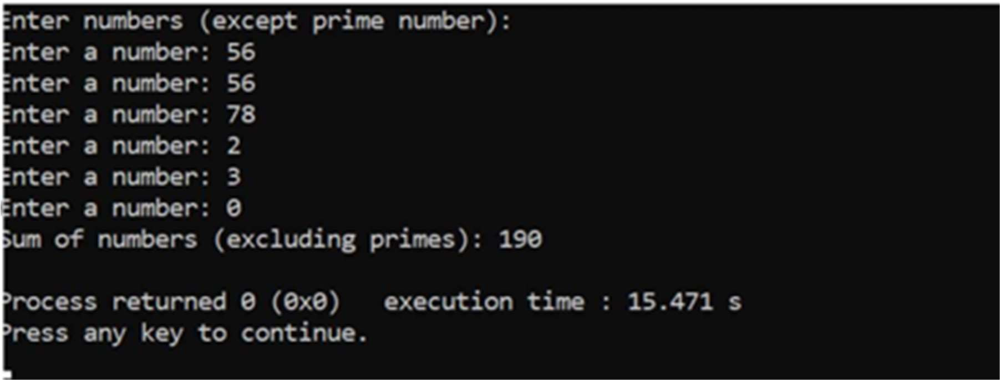 Enter numbers (except prime number):
Enter a number: 56
Enter a number: 56
Enter a number: 78
Enter a number: 2
Enter a number: 3
Enter a number: 0
Sum of numbers (excluding primes): 190
Process returned 0 (0x0)   execution time : 15.471 s
Press any key to continue.